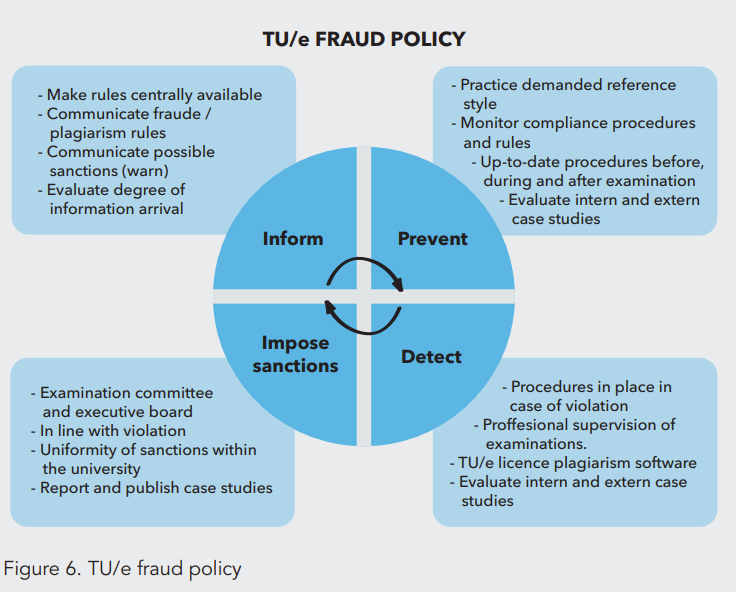 TU/e FRAUD POLICY
- Make rules centrally available
- Communicate fraude /
plagiarism rules
- Communicate possible
sanctions (warn)
- Evaluate degree of
information arrival
- Practice demanded reference
style
- Monitor compliance procedures
and rules
- Up-to-date procedures before,
during and after examination
- Evaluate intern and extern
case studies
Inform
Prevent
Impose
sanctions
Detect
- Examination committee
and executive board
- In line with violation
- Uniformity of sanctions within
the university
- Report and publish case studies
- Procedures in place in
case of violation
- Proffesional supervision of
examinations.
- TU/e licence plagiarism software
- Evaluate intern and extern case
studies
Figure 6. TU/e fraud policy